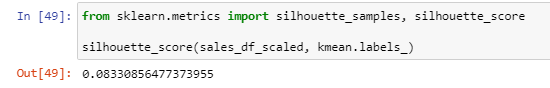 In [49]: from sklearn.metrics import silhouette_samples, silhouette_score
silhouette_score(sales_df_scaled, kmean.labels_)
Out[49]: 0.08330856477373955